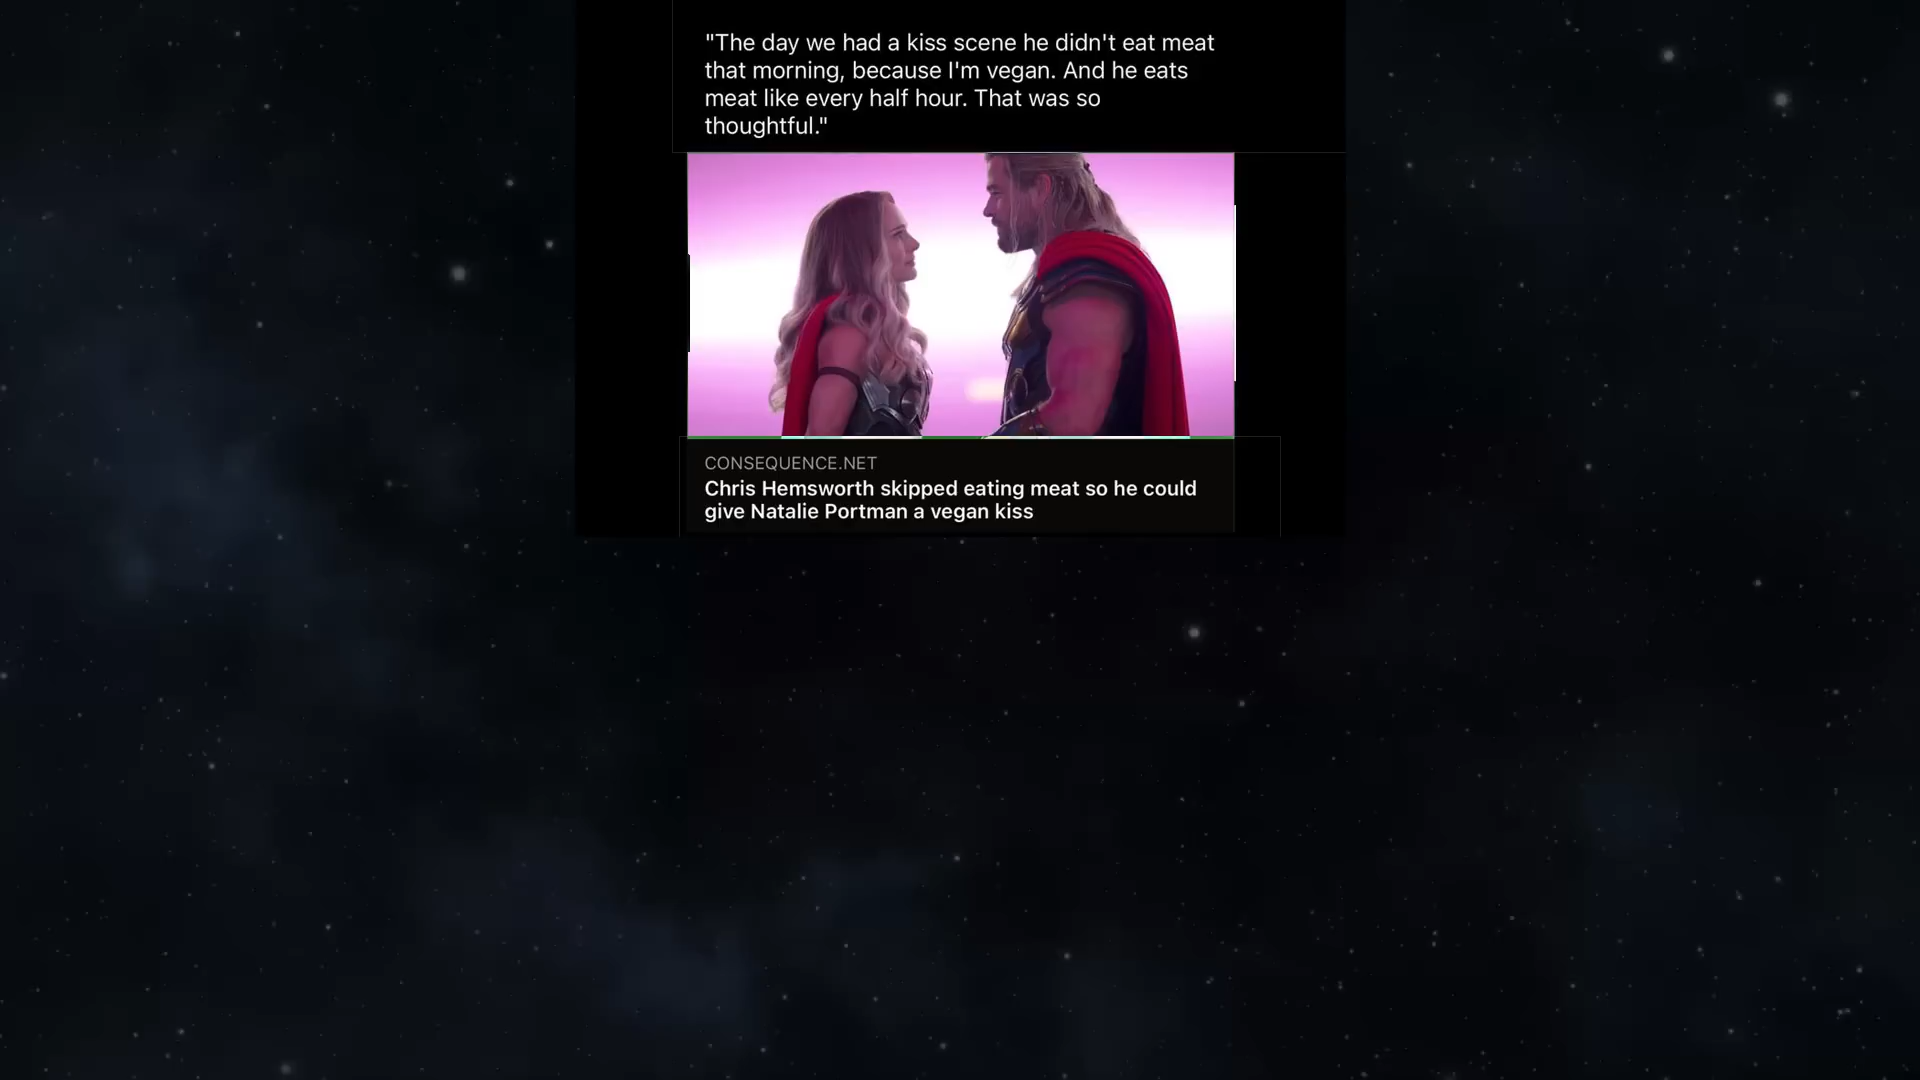 "The day we had a kiss scene he didn't eat meat
that morning, because I'm vegan. And he eats
meat like every half hour. That was so
thoughtful."
CONSEQUENCE.NET
Chris Hemsworth skipped eating meat so he could
give Natalie Portman a vegan kiss